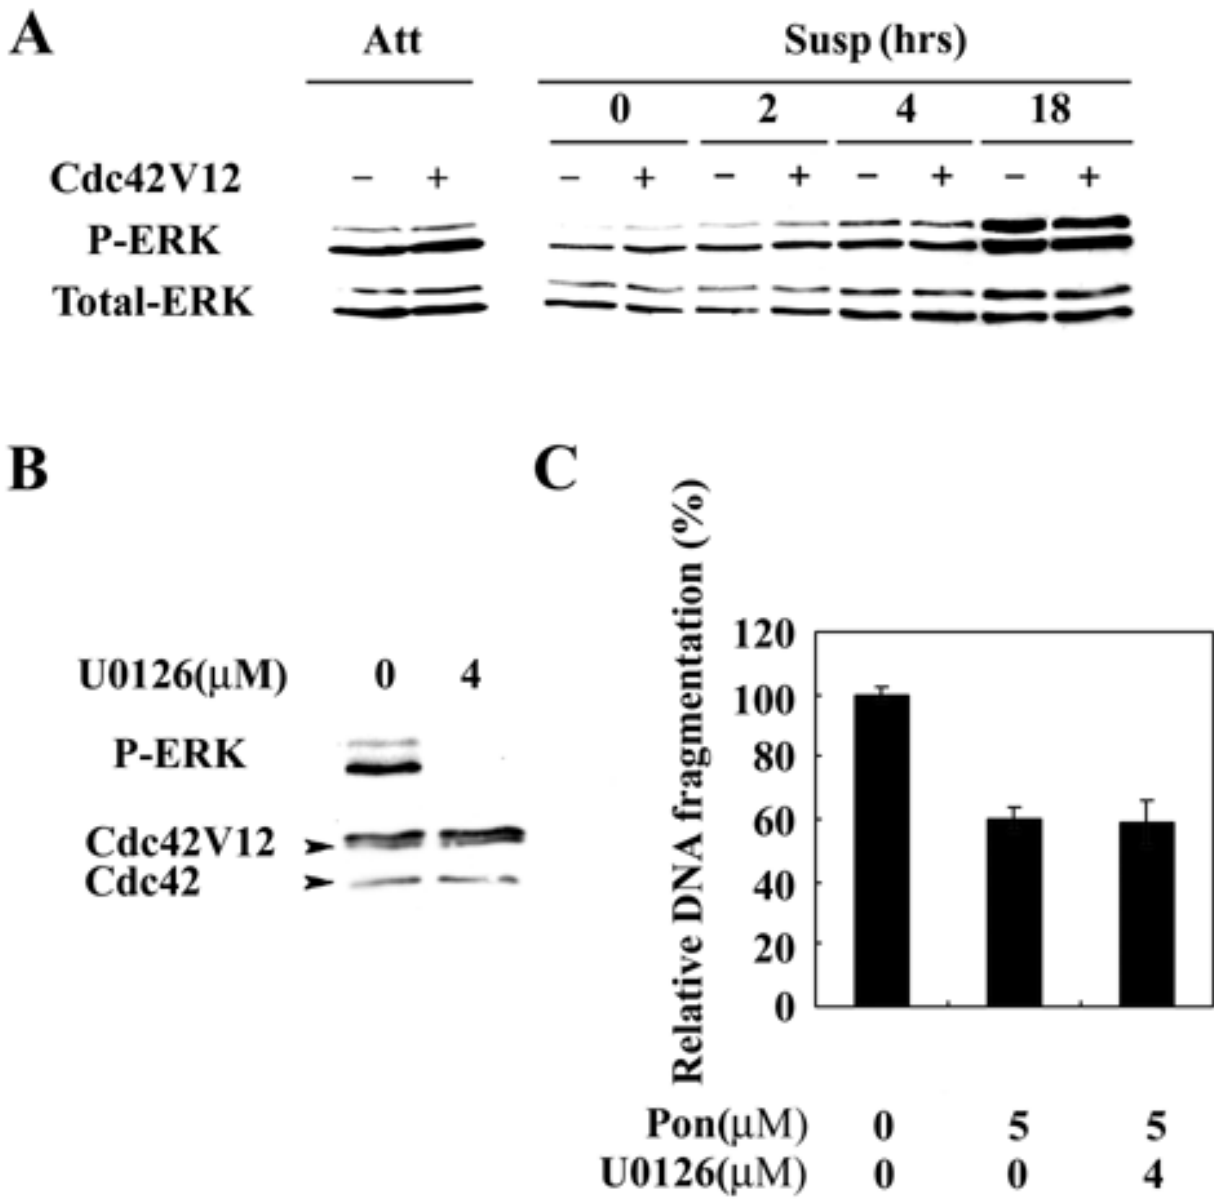 A
Att Susp (hrs)
0 2 4 18
Cdc42V12 − + − + − + − + − +
P-ERK
Total-ERK
B
U0126(μM) 0 4
P-ERK
Cdc42V12
Cdc42
C
Relative DNA fragmentation (%)
120
100
80
60
40
20
0
Pon(μM) 0 5 5
U0126(μM) 0 0 4